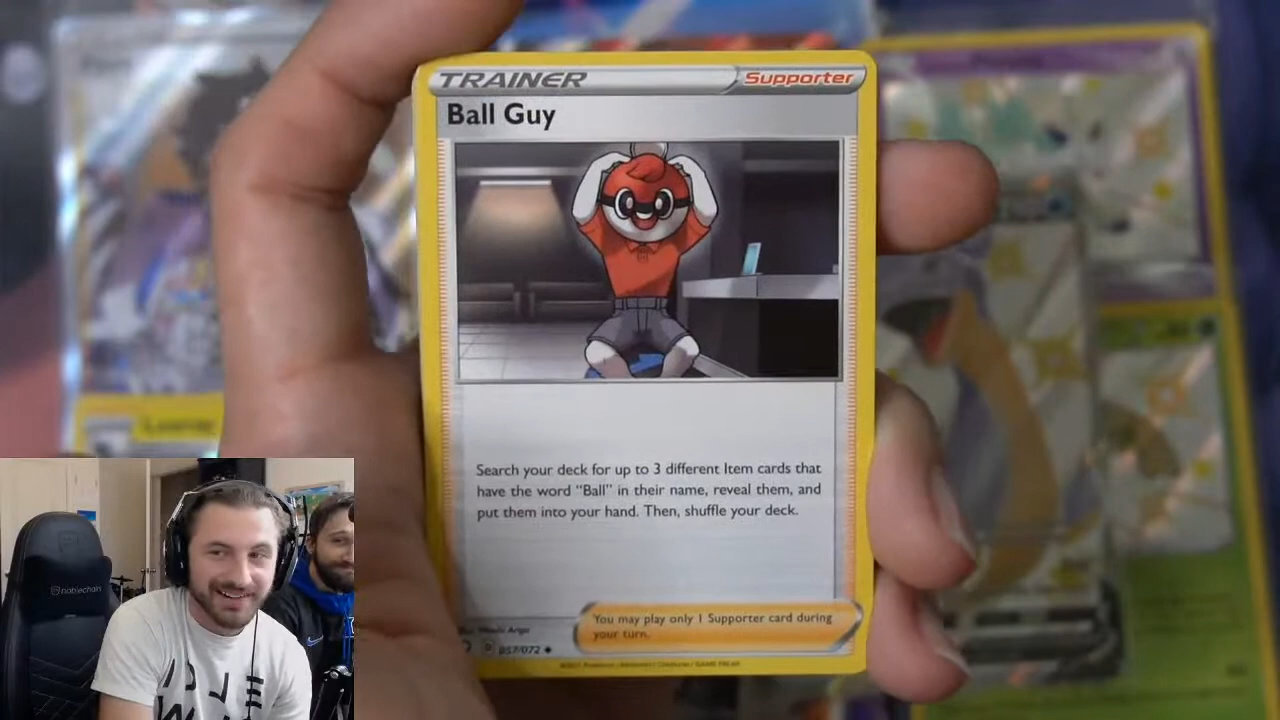 TRAINER
Supporter
Ball Guy
Search your deck for up to 3 different Item cards that
have the word "Ball" in their name, reveal them, and
put them into your hand. Then, shuffle your deck.
You may play only 1 Supporter card during
your turn.
D 057/072
noblechairs